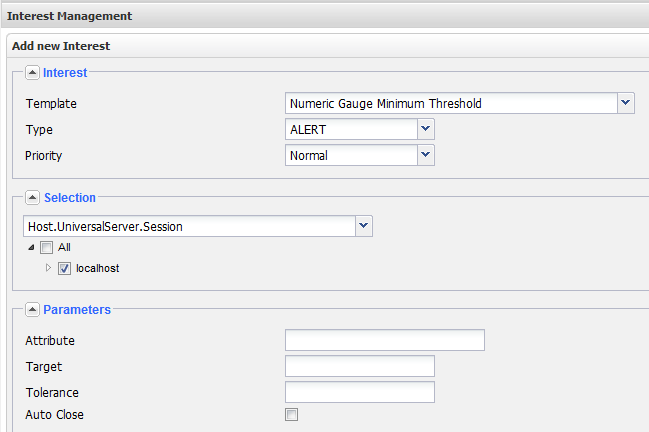 Interest Management
Add new Interest
Interest
Template Numeric Gauge Minimum Threshold
Type ALERT
Priority Normal
Selection
Host.UniversalServer.Session
All
localhost
Parameters
Attribute
Target
Tolerance
Auto Close